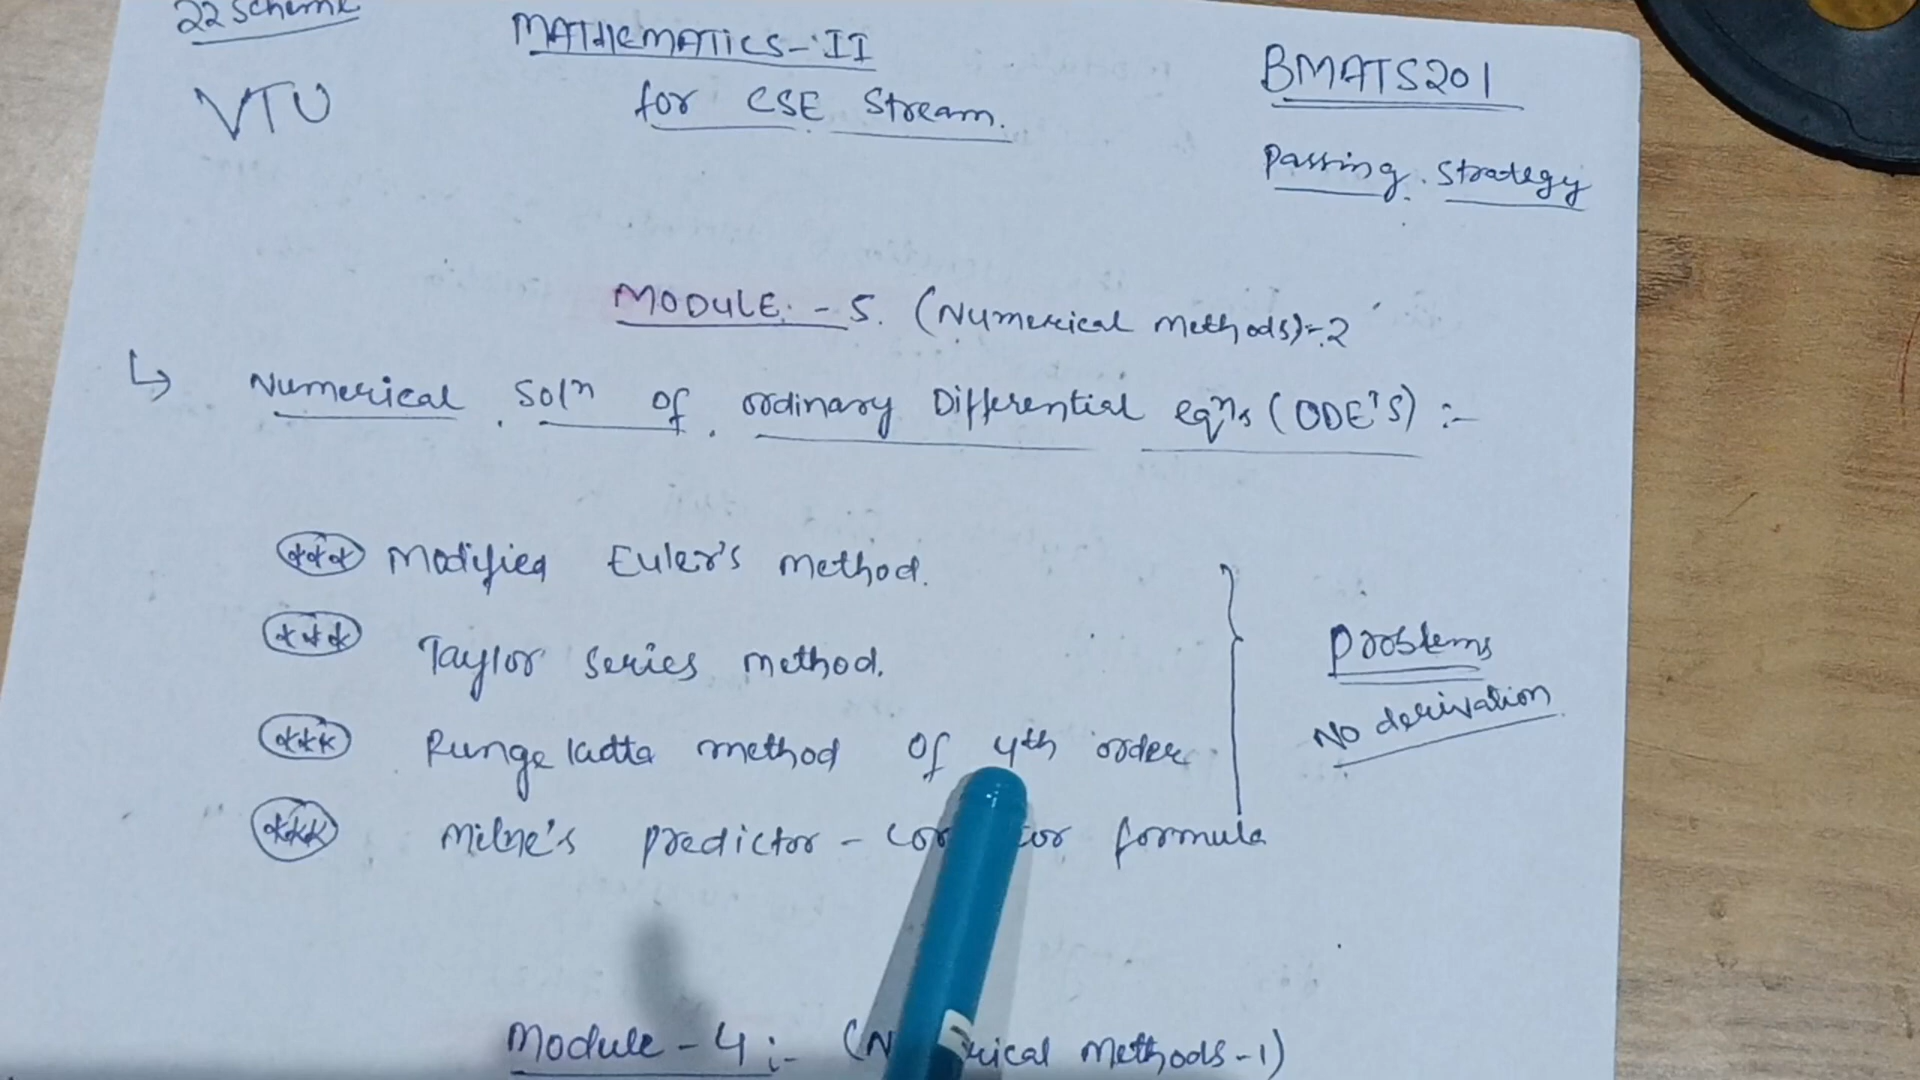 22 Scheme
MATHEMATICS-II
BMATS201
VTU
for CSE Stream.
Passing Strategy
MODULE - 5. (Numerical Methods)-2
↳ Numerical Solⁿ of ordinary Differential eqⁿs (ODE'S) :-
*** Modified Euler's method.
*** Taylor Series method.
*** Runge kutta method of 4th order
*** Milne's predictor - formula
Problems
No derivation
Module - 4 :- ( Methods-1)